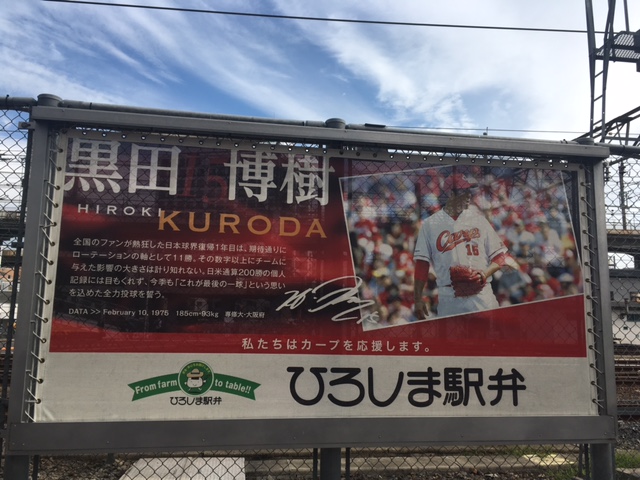 黒田 博樹
HIROKI KURODA
全国のファンが熱狂した日本球界復帰1年目は、期待通りに
ローテーションの軸として11勝。その数字以上にチームに
与えた影響の大きさは計り知れない。日米通算200勝の個人
記録には目もくれず、今季も「これが最後の一球」という思い
を込めた全力投球を誓う。
DATA >> February 10, 1975 185cm・93kg 専修大・大阪府
Carp
15
私たちはカープを応援します。
From farm to table!!
ひろしま駅弁
ひろしま駅弁